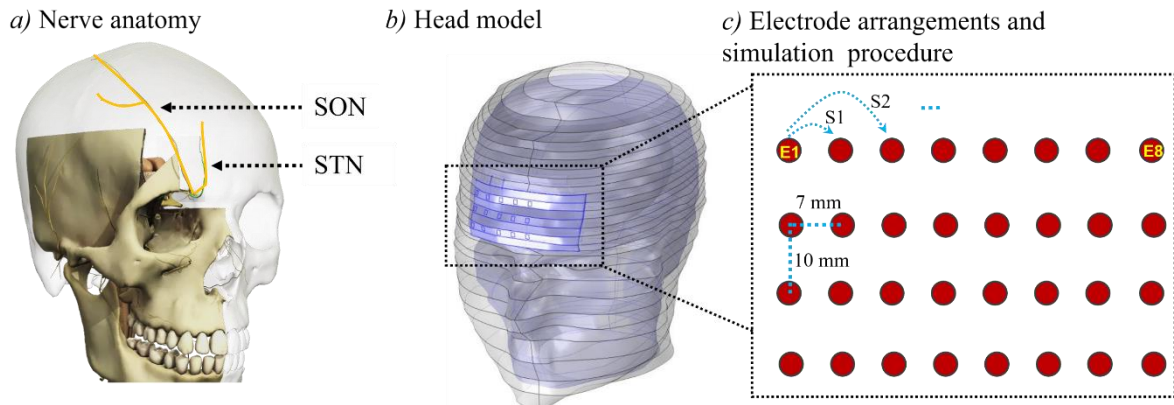 a) Nerve anatomy
SON
STN
b) Head model
c) Electrode arrangements and
simulation procedure
S1
S2
E1
E8
7 mm
10 mm